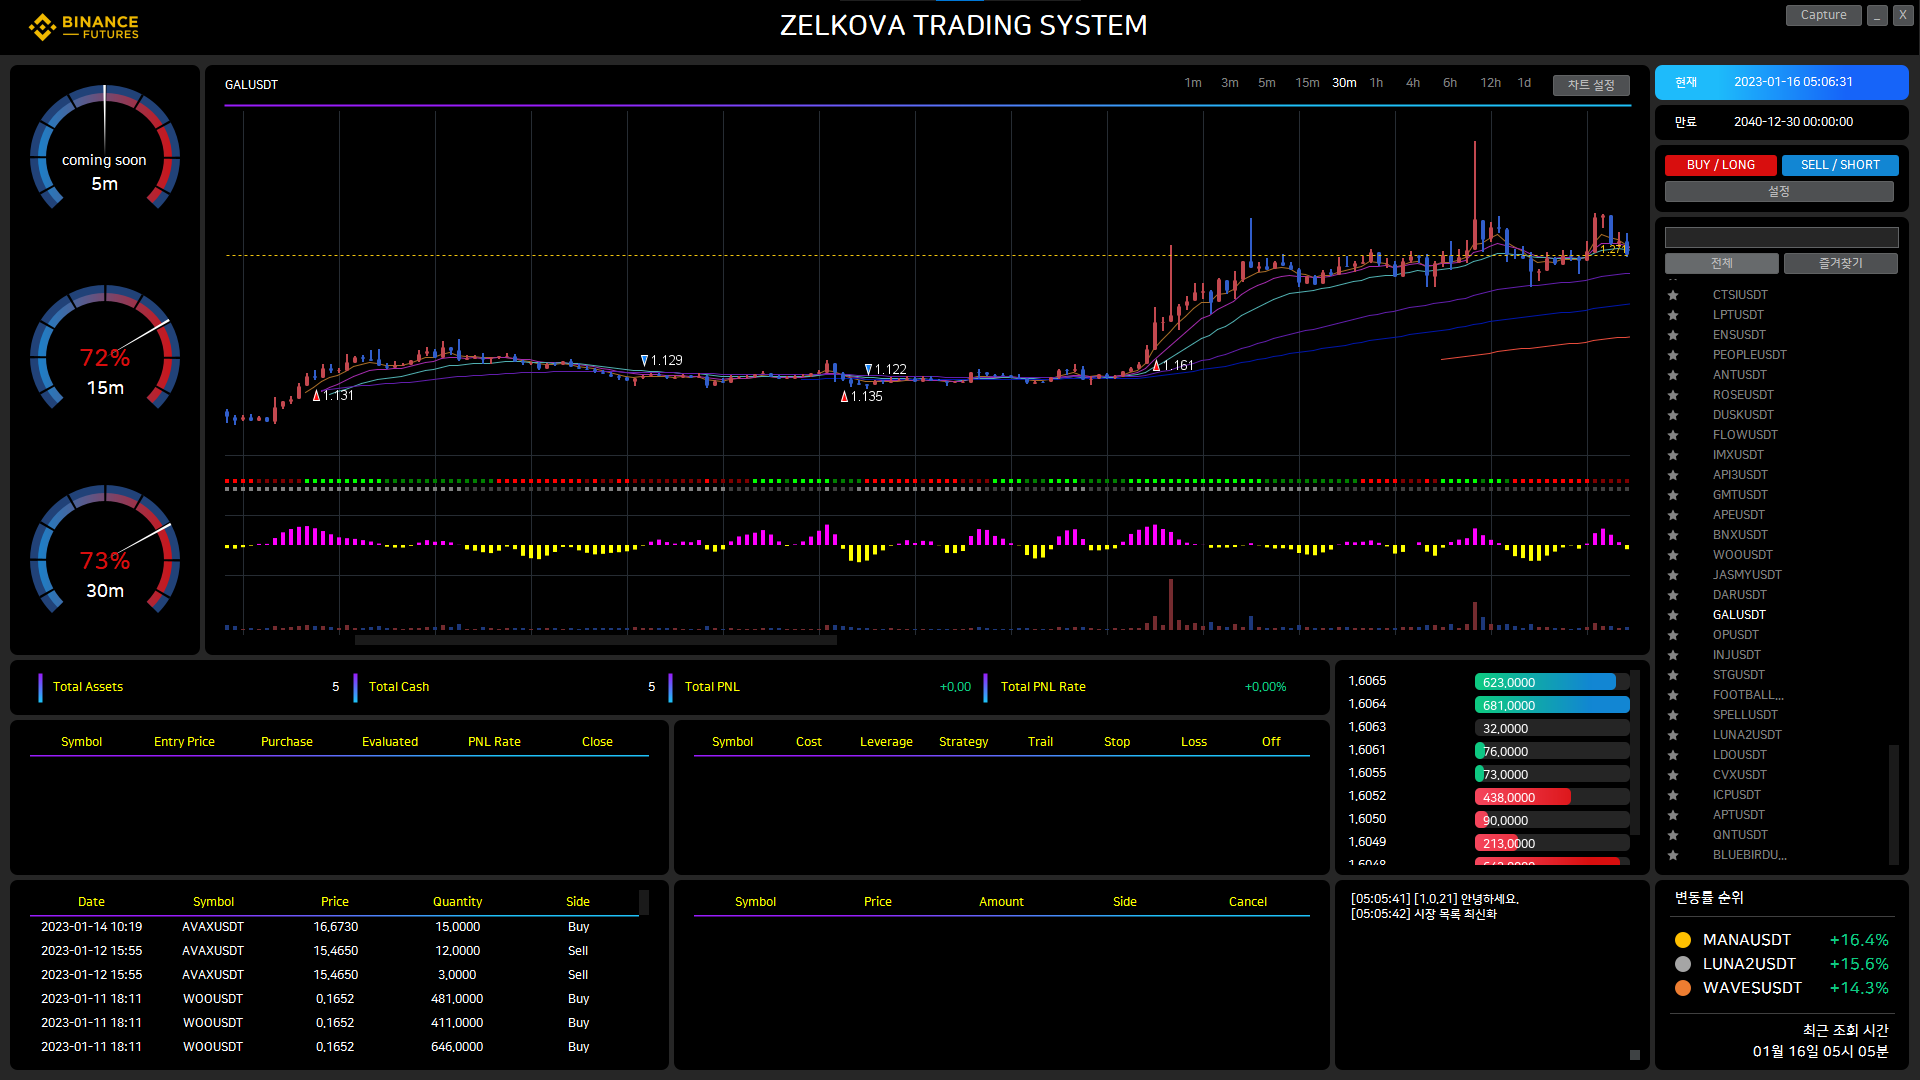 BINANCE
FUTURES
ZELKOVA TRADING SYSTEM
Capture
_
X
coming soon
5m
72%
15m
73%
30m
GALUSDT
1m 3m 5m 15m 30m 1h 4h 6h 12h 1d
차트 설정
1.131
1.129
1.122
1.135
1.161
1.271
현재 2023-01-16 05:06:31
만료 2040-12-30 00:00:00
BUY / LONG SELL / SHORT
설정
전체 즐겨찾기
CTSIUSDT
LPTUSDT
ENSUSDT
PEOPLEUSDT
ANTUSDT
ROSEUSDT
DUSKUSDT
FLOWUSDT
IMXUSDT
API3USDT
GMTUSDT
APEUSDT
BNXUSDT
WOOUSDT
JASMYUSDT
DARUSDT
GALUSDT
OPUSDT
INJUSDT
STGUSDT
FOOTBALL...
SPELLUSDT
LUNA2USDT
LDOUSDT
CVXUSDT
ICPUSDT
APTUSDT
QNTUSDT
BLUEBIRDU...
Total Assets 5 Total Cash 5 Total PNL +0.00 Total PNL Rate +0.00%
Symbol Entry Price Purchase Evaluated PNL Rate Close
Symbol Cost Leverage Strategy Trail Stop Loss Off
1.6065 623.0000
1.6064 681.0000
1.6063 32.0000
1.6061 76.0000
1.6055 73.0000
1.6052 438.0000
1.6050 90.0000
1.6049 213.0000
1.6048
Date Symbol Price Quantity Side
2023-01-14 10:19 AVAXUSDT 16.6730 15.0000 Buy
2023-01-12 15:55 AVAXUSDT 15.4650 12.0000 Sell
2023-01-12 15:55 AVAXUSDT 15.4650 3.0000 Sell
2023-01-11 18:11 WOOUSDT 0.1652 481.0000 Buy
2023-01-11 18:11 WOOUSDT 0.1652 411.0000 Buy
2023-01-11 18:11 WOOUSDT 0.1652 646.0000 Buy
Symbol Price Amount Side Cancel
[05:05:41] [1.0.21] 안녕하세요.
[05:05:42] 시장 목록 최신화
변동률 순위
MANAUSDT +16.4%
LUNA2USDT +15.6%
WAVESUSDT +14.3%
최근 조회 시간
01월 16일 05시 05분